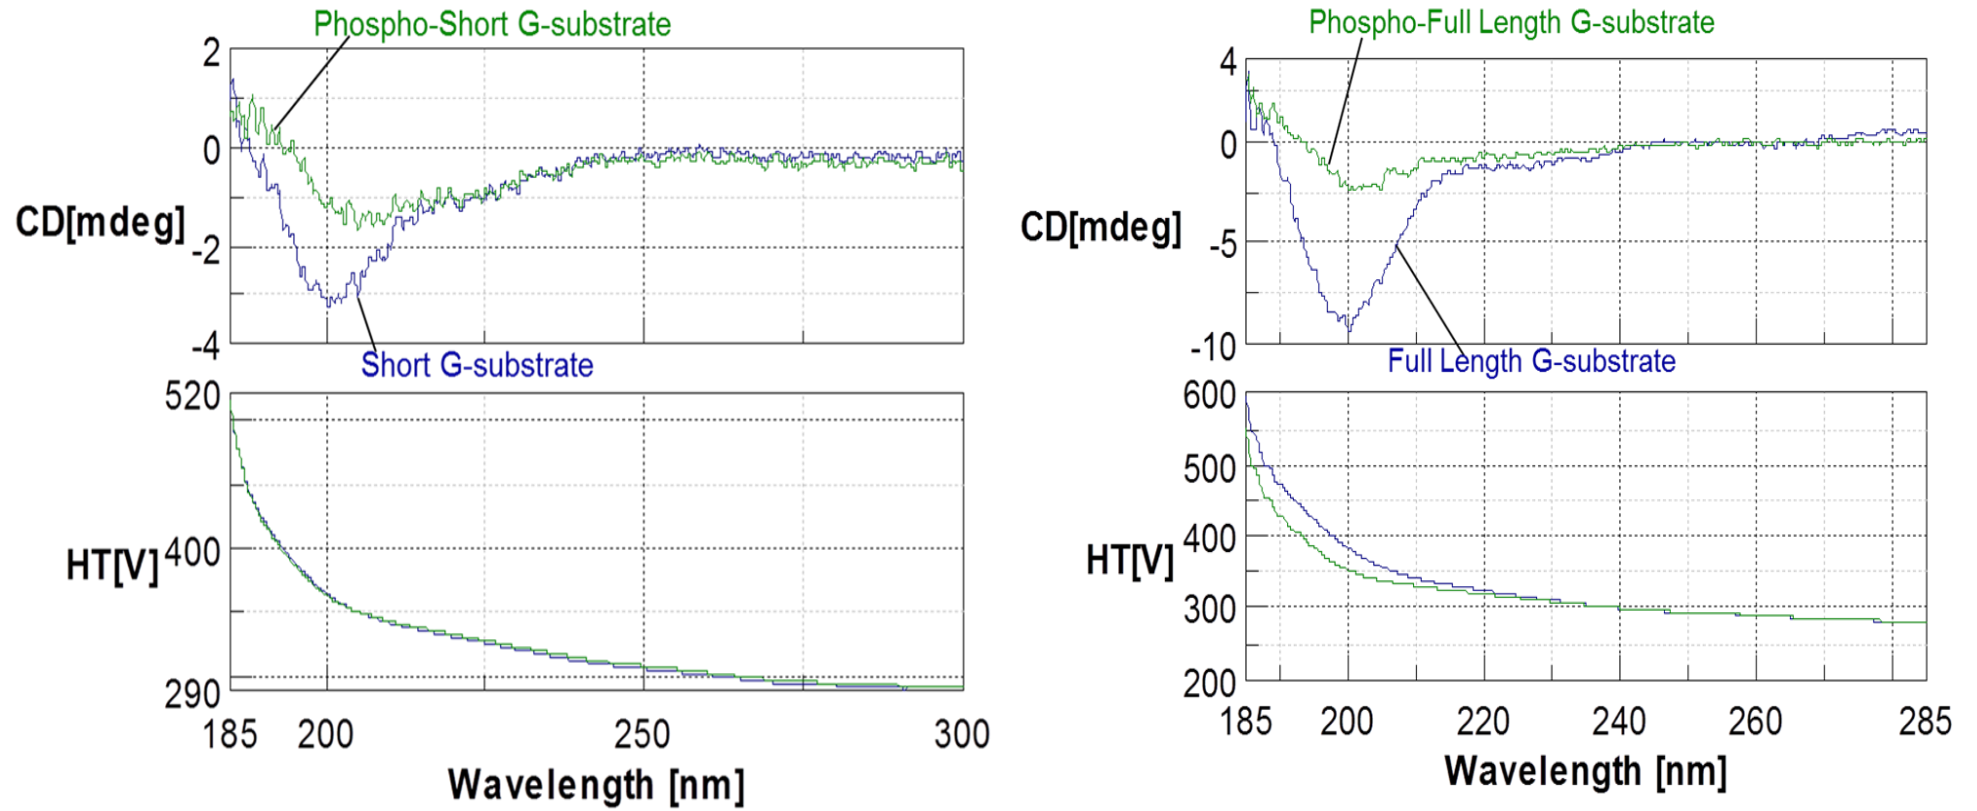 Phospho-Short G-substrate
2
0
-2
-4
CD[mdeg]
Short G-substrate
520
400
290
HT[V]
185 200 250 300
Wavelength [nm]
Phospho-Full Length G-substrate
4
0
-5
-10
CD[mdeg]
Full Length G-substrate
600
500
400
300
200
HT[V]
185 200 220 240 260 285
Wavelength [nm]